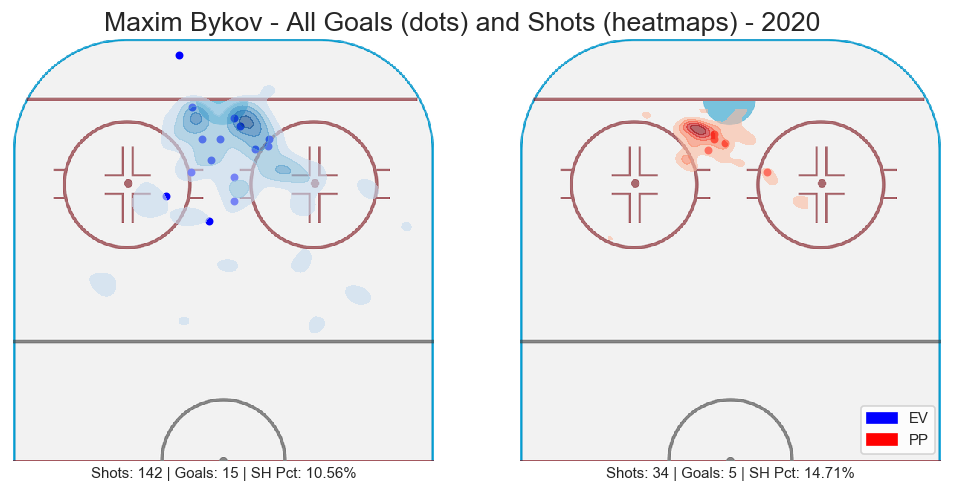 Maxim Bykov - All Goals (dots) and Shots (heatmaps) - 2020
EV
PP
Shots: 142 | Goals: 15 | SH Pct: 10.56%
Shots: 34 | Goals: 5 | SH Pct: 14.71%